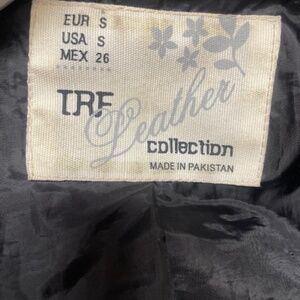 EUR S
USA S
MEX 26
TRF
Leather
collection
MADE IN PAKISTAN